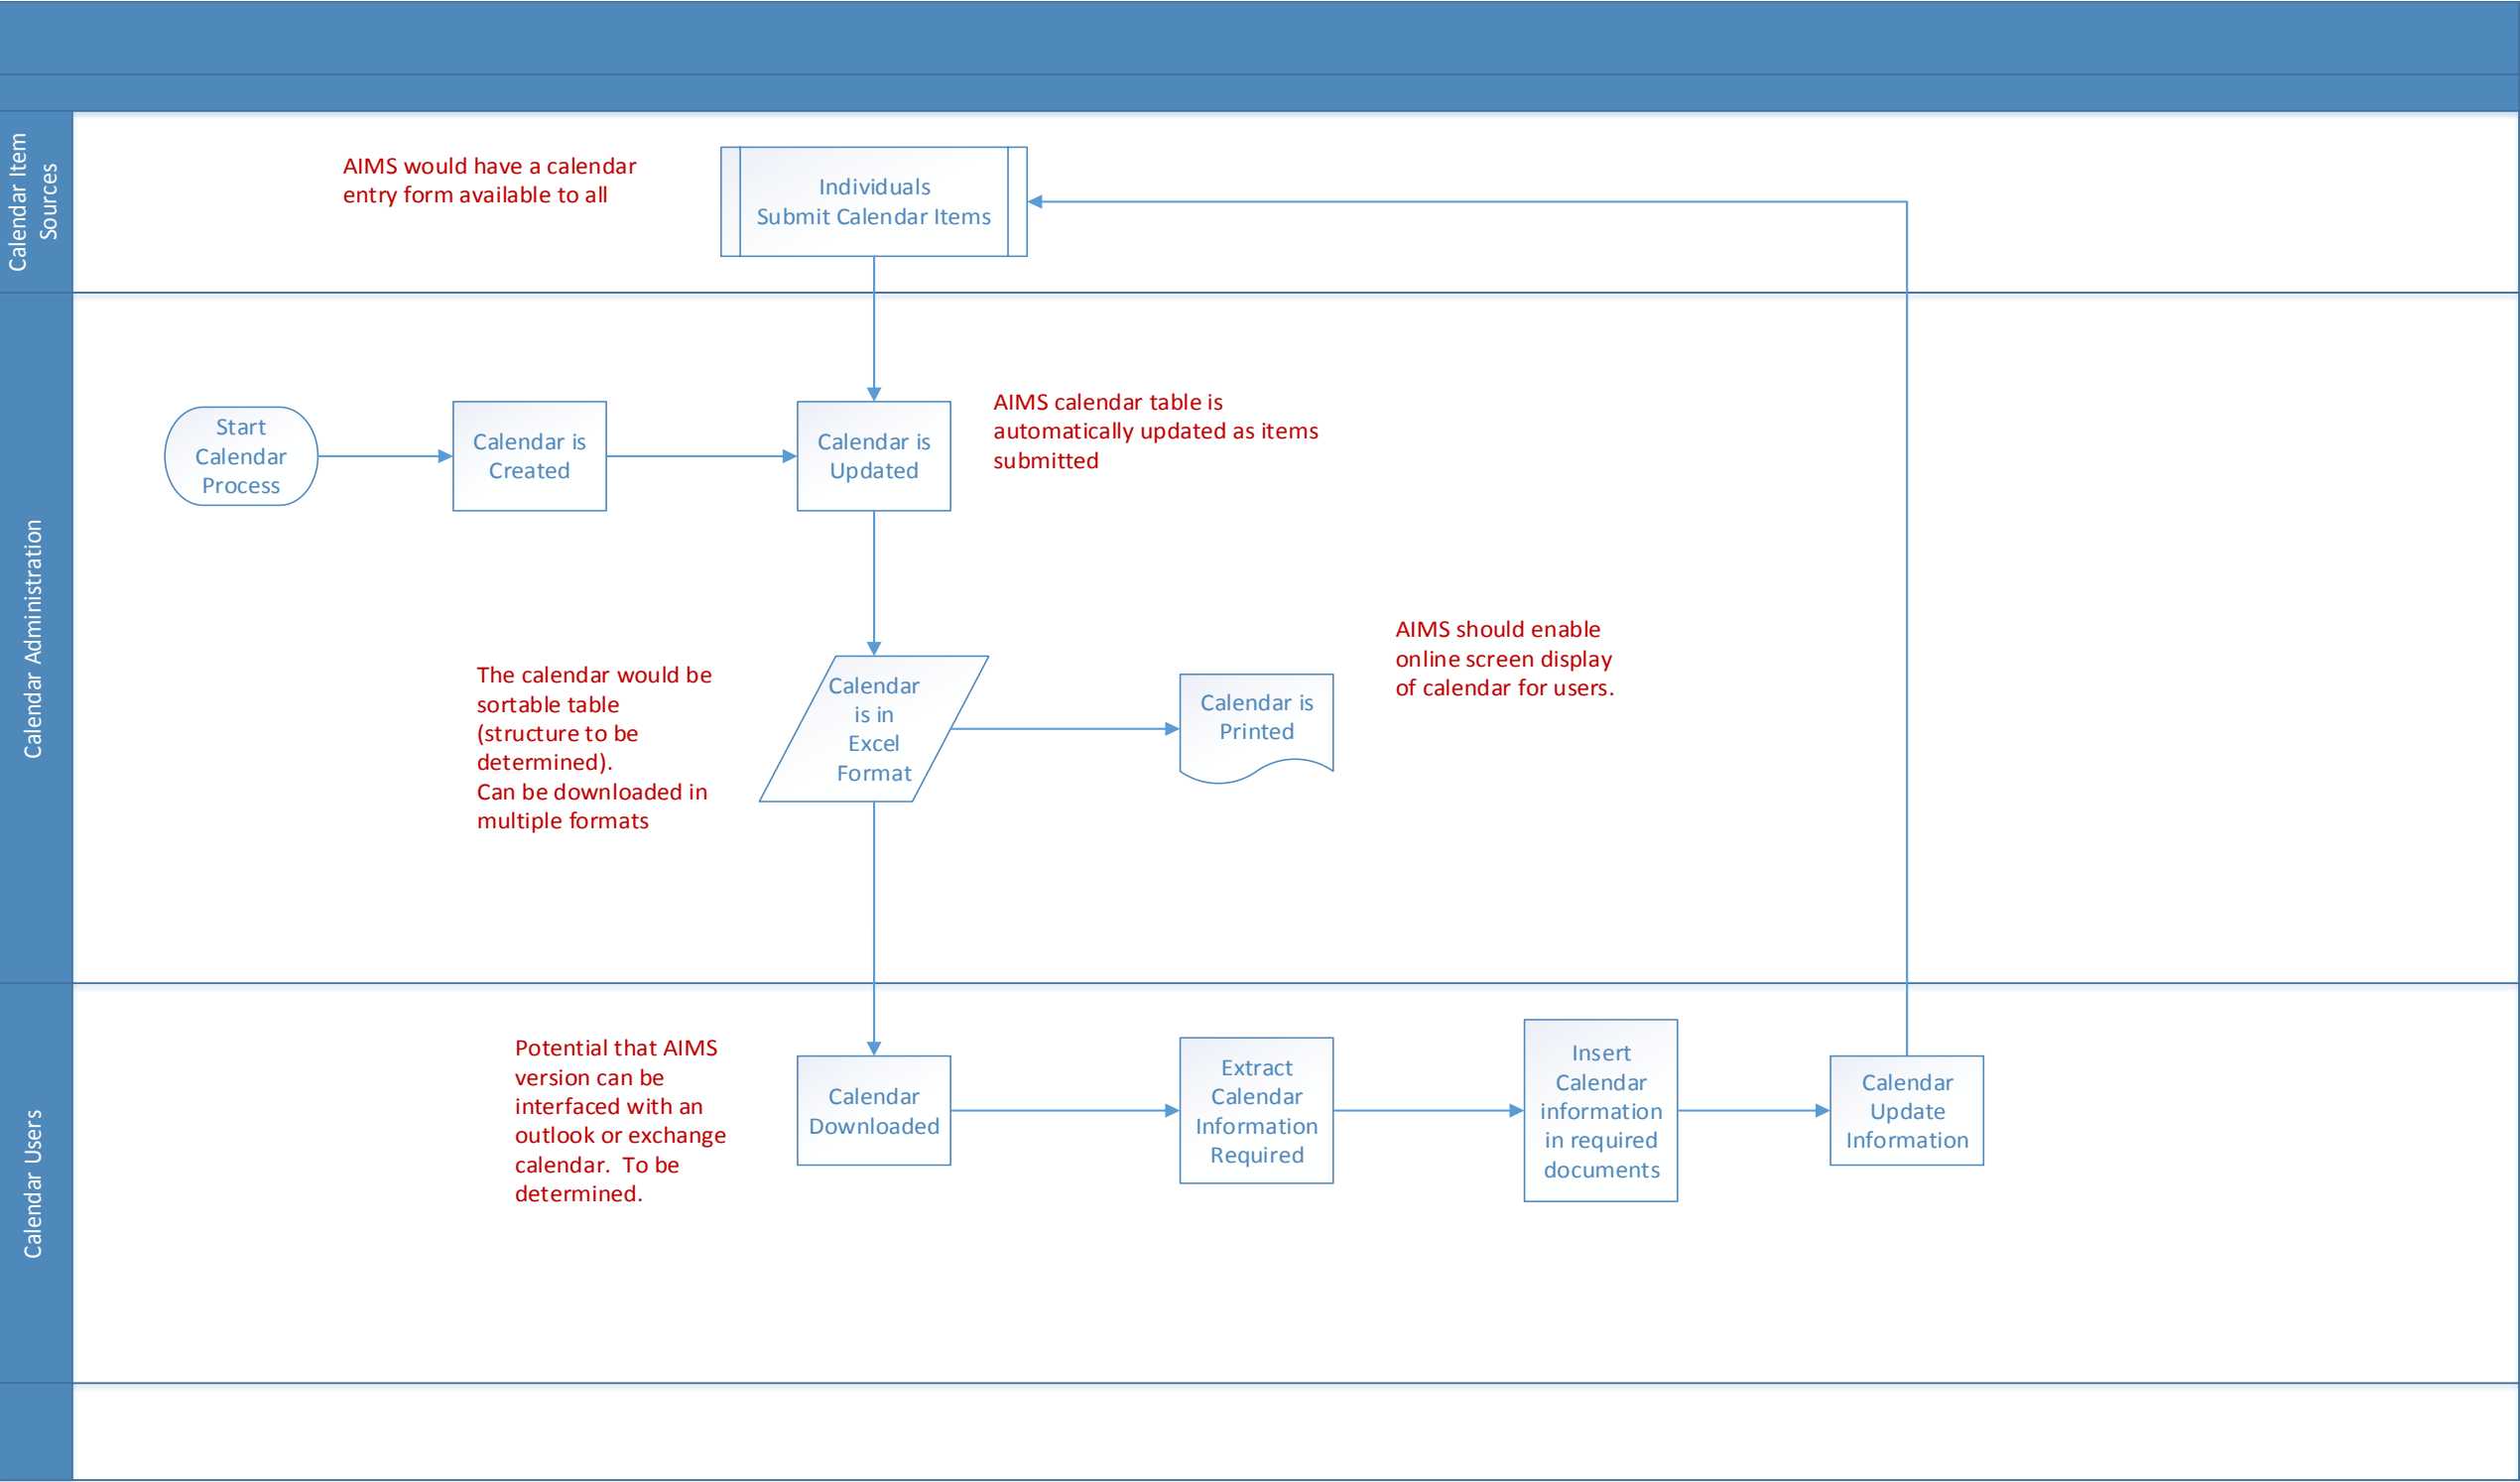 Calendar Item
Sources
AIMS would have a calendar
entry form available to all
Individuals
Submit Calendar Items
Calendar Administration
Start
Calendar
Process
Calendar is
Created
Calendar is
Updated
AIMS calendar table is
automatically updated as items
submitted
The calendar would be
sortable table
(structure to be
determined).
Can be downloaded in
multiple formats
Calendar
is in
Excel
Format
Calendar is
Printed
AIMS should enable
online screen display
of calendar for users.
Calendar Users
Potential that AIMS
version can be
interfaced with an
outlook or exchange
calendar.  To be
determined.
Calendar
Downloaded
Extract
Calendar
Information
Required
Insert
Calendar
information
in required
documents
Calendar
Update
Information